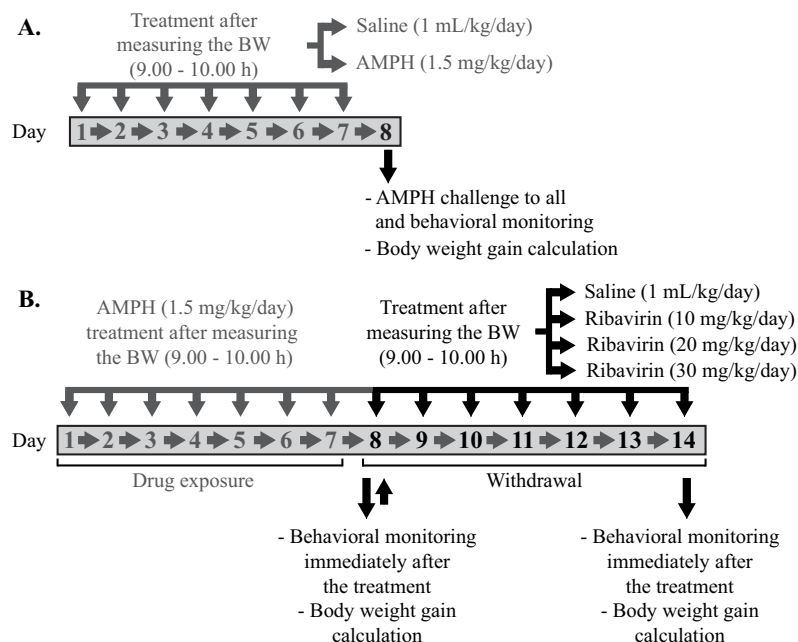 A.
Treatment after
measuring the BW
(9.00 - 10.00 h)
Saline (1 mL/kg/day)
AMPH (1.5 mg/kg/day)
Day 1 2 3 4 5 6 7 8
- AMPH challenge to all
and behavioral monitoring
- Body weight gain calculation
B.
AMPH (1.5 mg/kg/day)
treatment after measuring
the BW (9.00 - 10.00 h)
Treatment after
measuring the BW
(9.00 - 10.00 h)
Saline (1 mL/kg/day)
Ribavirin (10 mg/kg/day)
Ribavirin (20 mg/kg/day)
Ribavirin (30 mg/kg/day)
Day 1 2 3 4 5 6 7 8 9 10 11 12 13 14
Drug exposure
Withdrawal
- Behavioral monitoring
immediately after
the treatment
- Body weight gain
calculation
- Behavioral monitoring
immediately after
the treatment
- Body weight gain
calculation